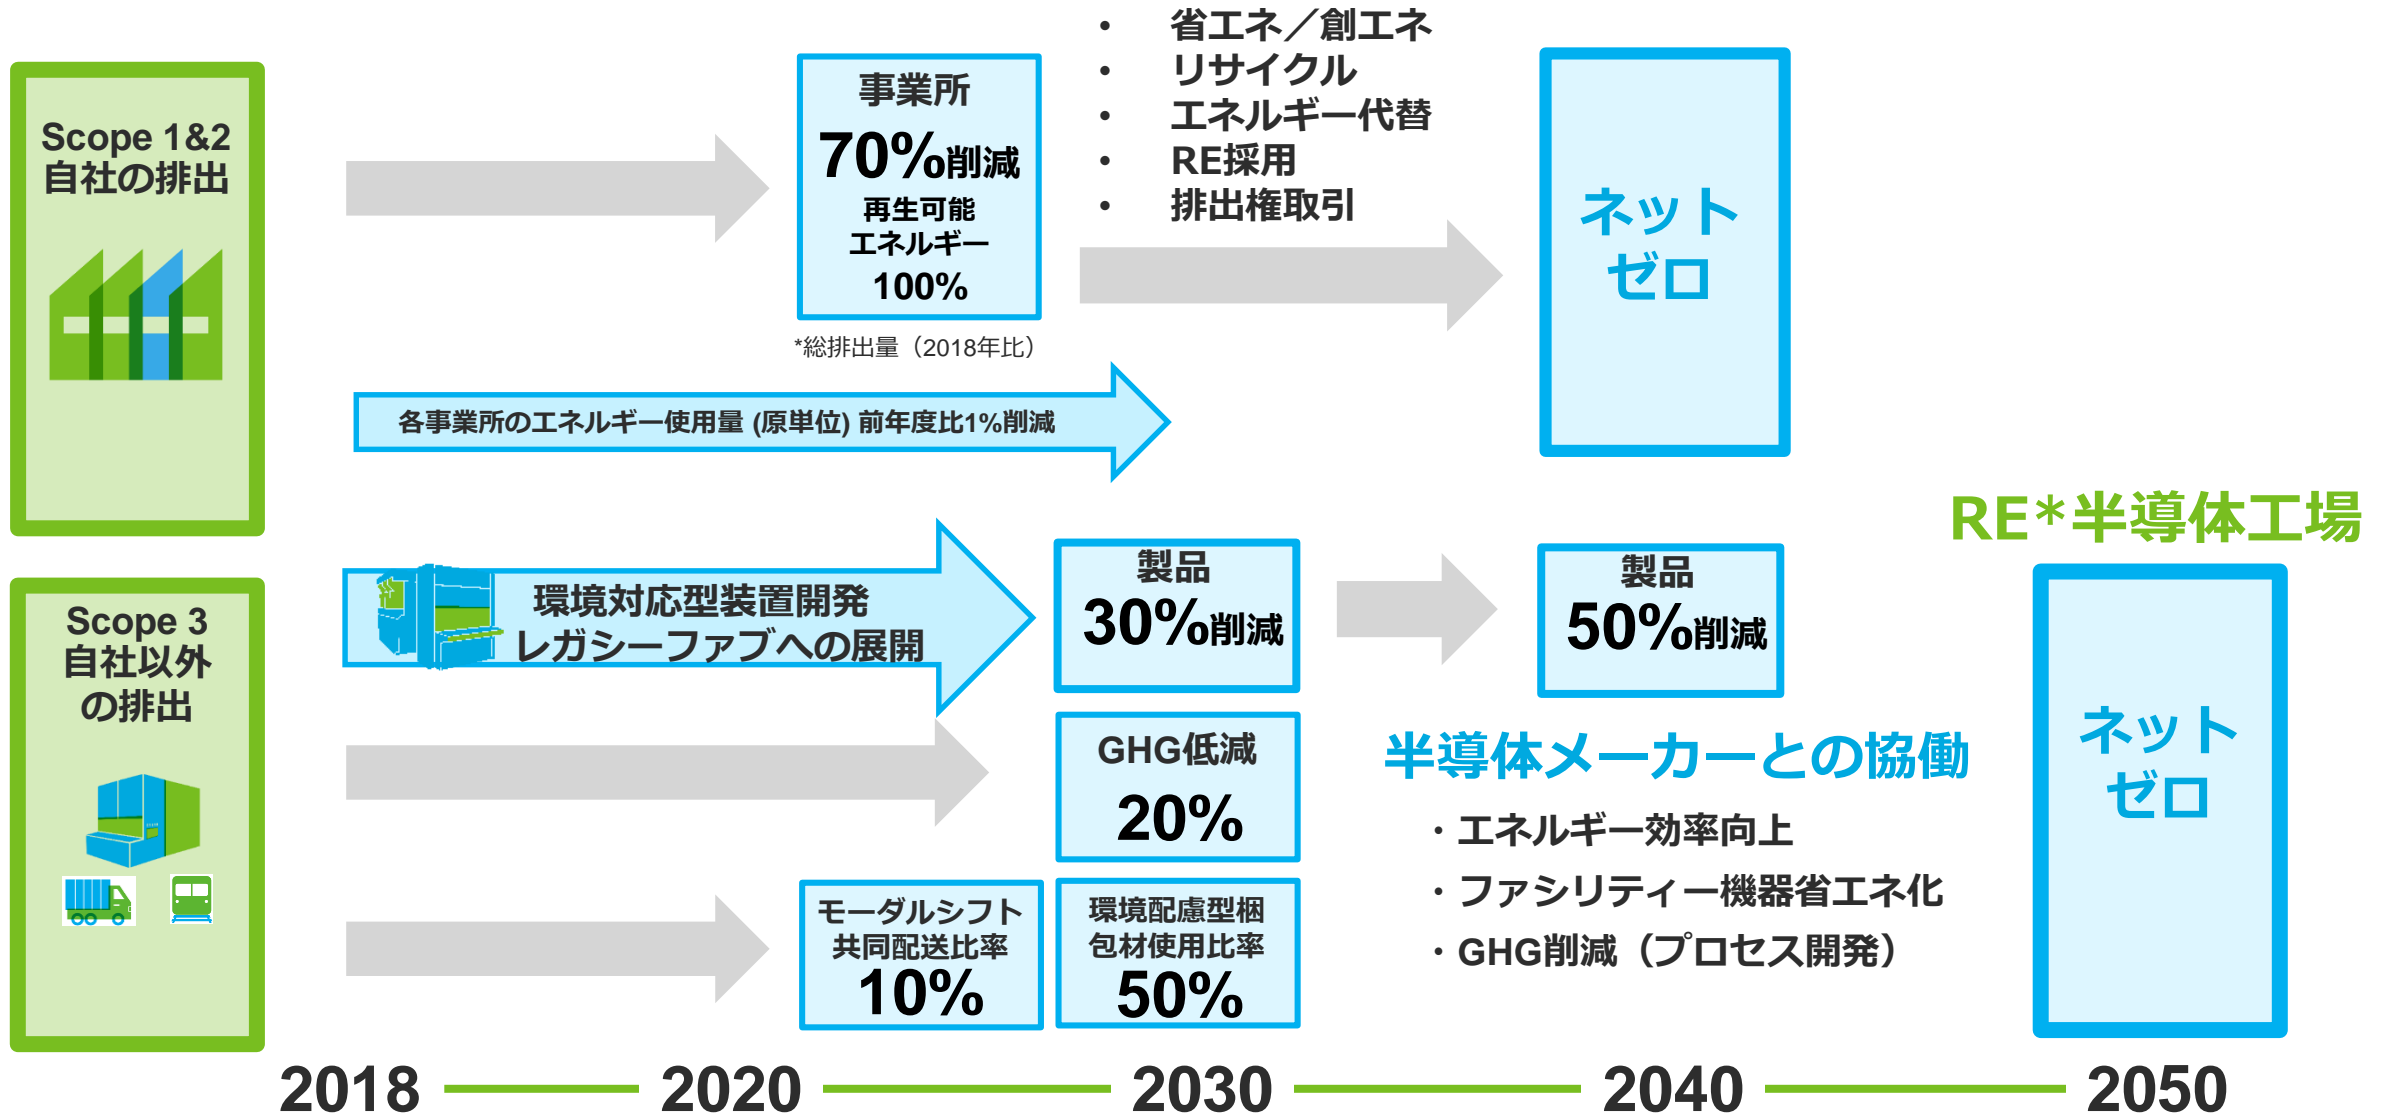 Scope 1&2
自社の排出
事業所
70%削減
再生可能
エネルギー
100%
*総排出量（2018年比）
• 省エネ／創エネ
• リサイクル
• エネルギー代替
• RE採用
• 排出権取引
ネット
ゼロ
各事業所のエネルギー使用量 (原単位) 前年度比1%削減
Scope 3
自社以外
の排出
環境対応型装置開発
レガシーファブへの展開
製品
30%削減
製品
50%削減
GHG低減
20%
モーダルシフト
共同配送比率
10%
環境配慮型梱
包材使用比率
50%
半導体メーカーとの協働
・エネルギー効率向上
・ファシリティー機器省エネ化
・GHG削減（プロセス開発）
RE*半導体工場
ネット
ゼロ
2018
2020
2030
2040
2050